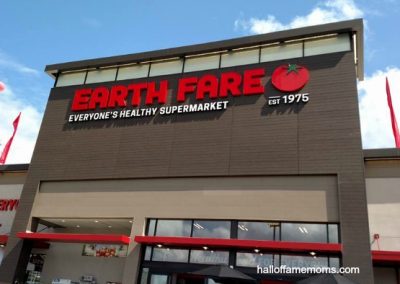 EARTH FARE
EST 1975
EVERYONE'S HEALTHY SUPERMARKET
halloffamemoms.com